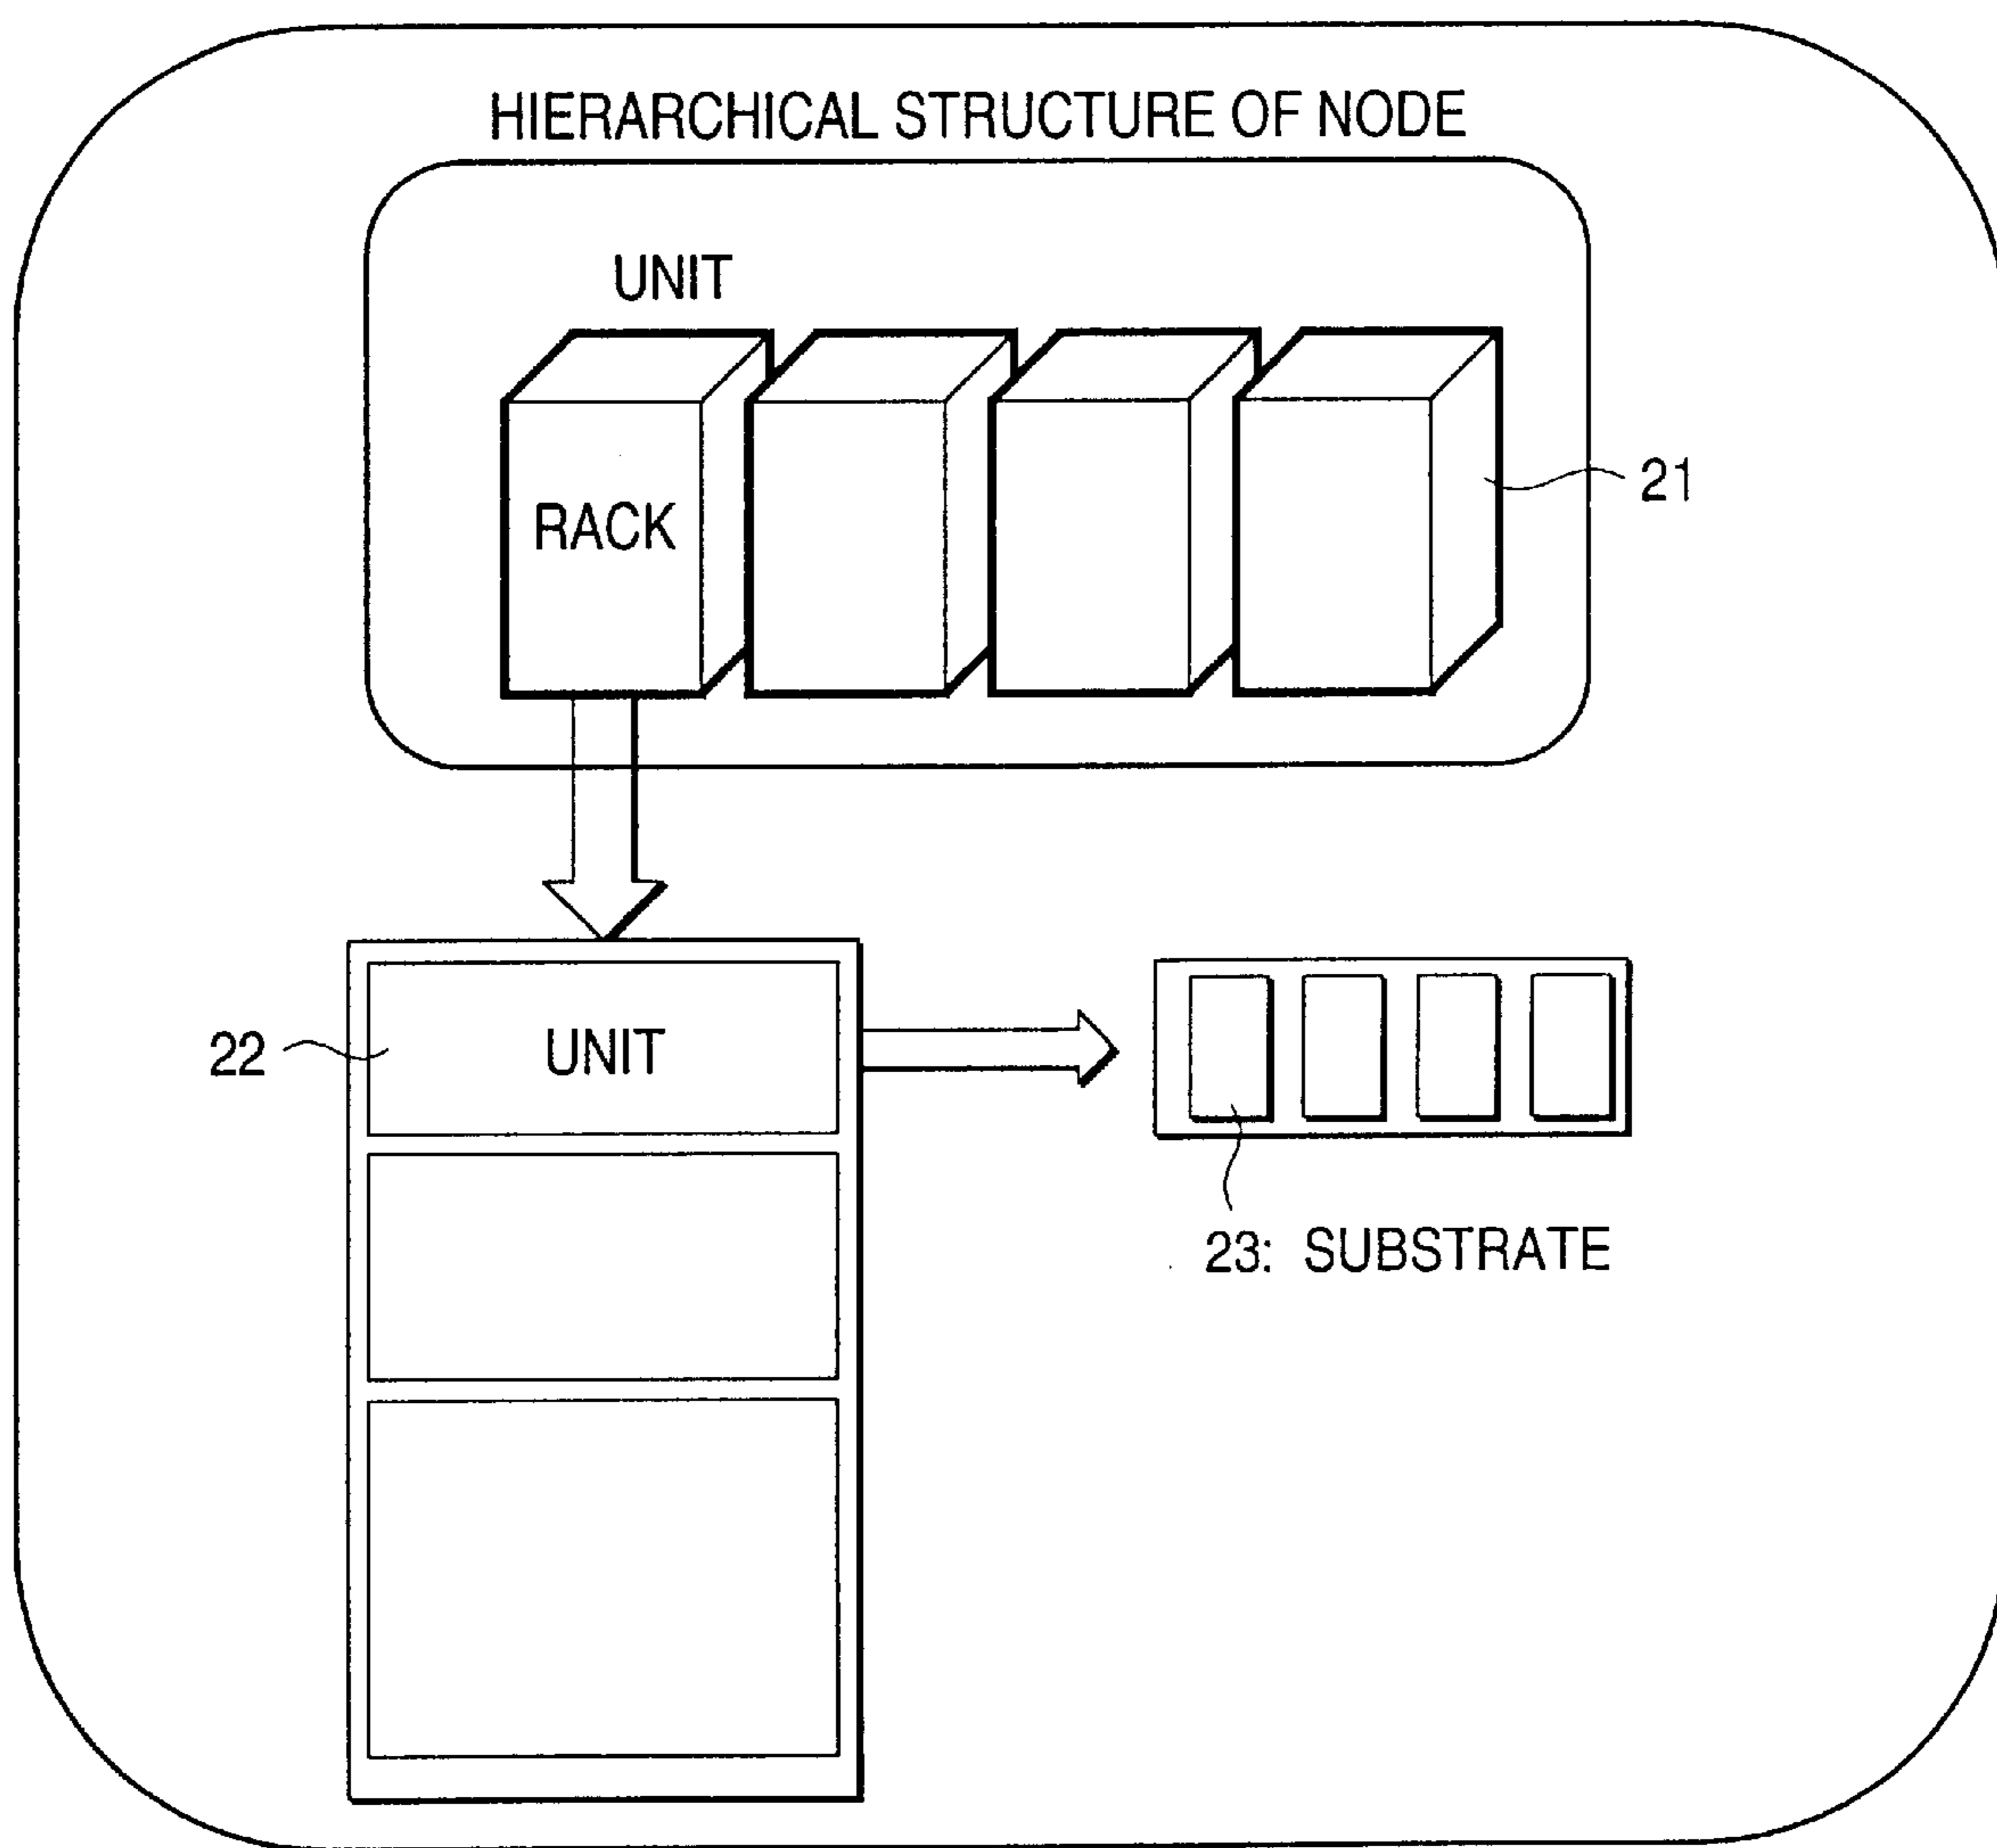 HIERARCHICAL STRUCTURE OF NODE
UNIT
RACK
21
22
UNIT
23: SUBSTRATE